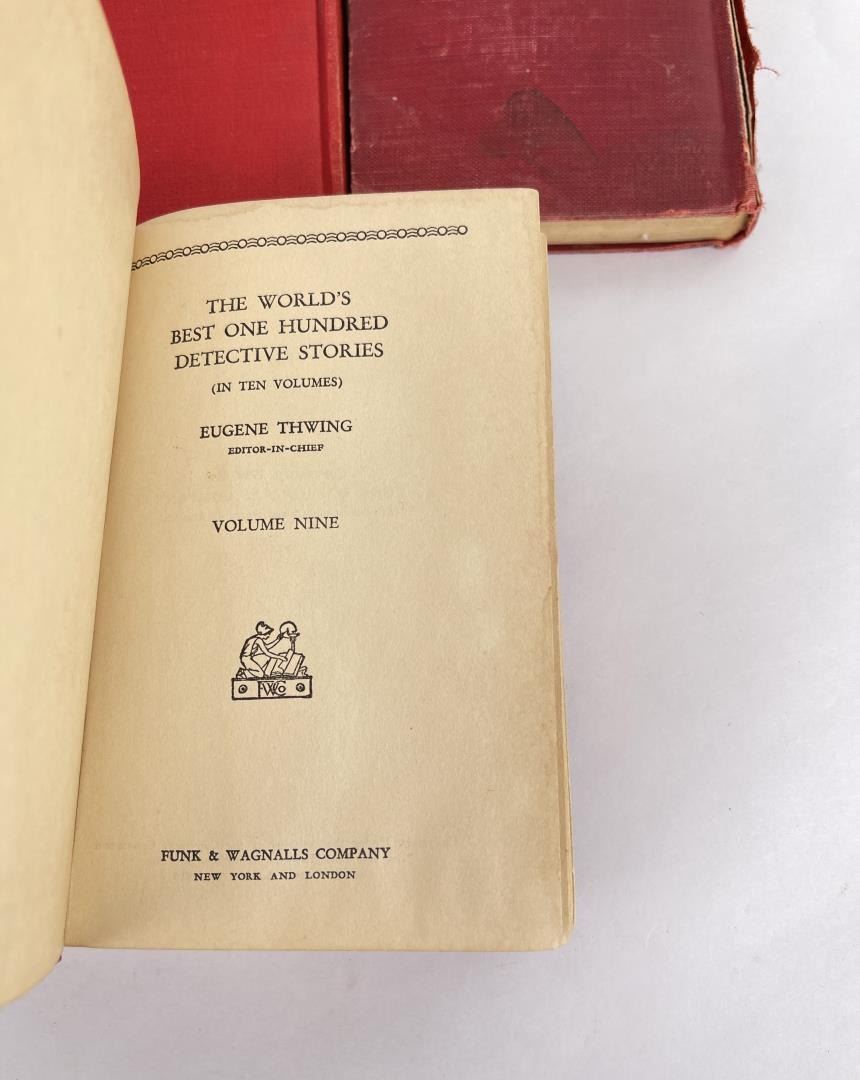 THE WORLD'S
BEST ONE HUNDRED
DETECTIVE STORIES
(IN TEN VOLUMES)
EUGENE THWING
EDITOR-IN-CHIEF
VOLUME NINE
F.W.Co
FUNK & WAGNALLS COMPANY
NEW YORK AND LONDON